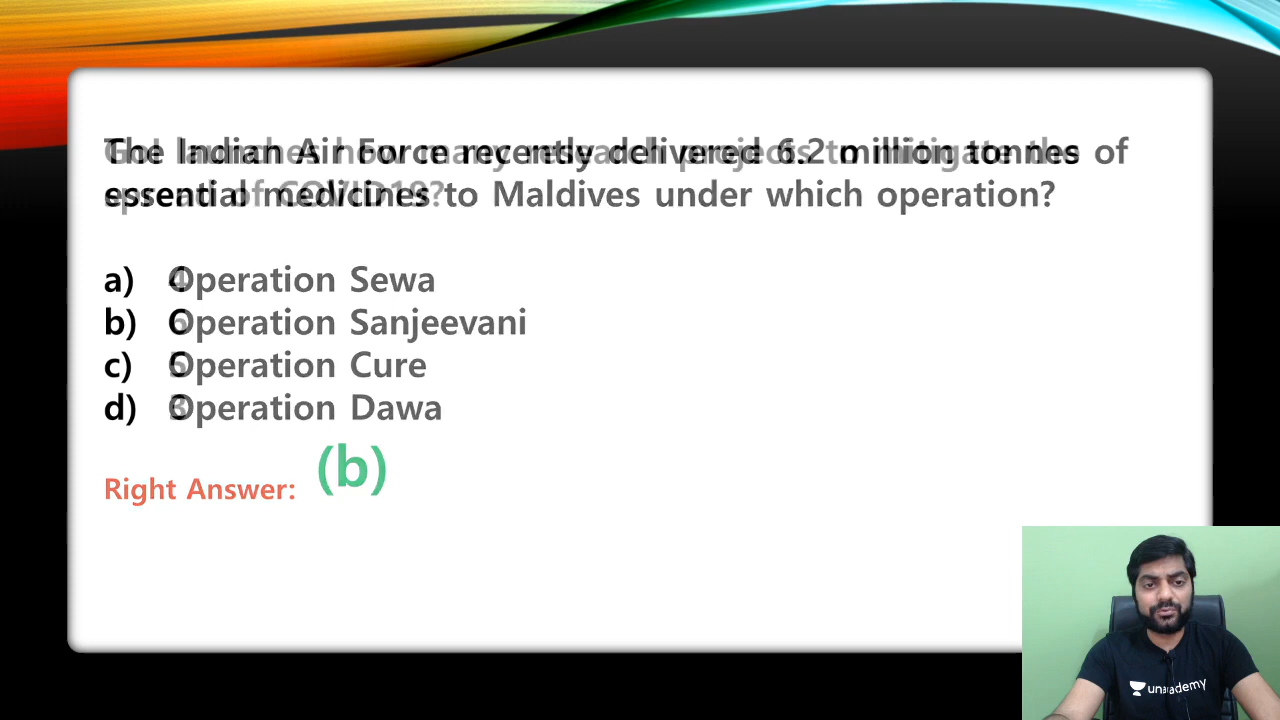 The Indian Air Force recently delivered 6.2 million tonnes of
essential medicines to Maldives under which operation?
a) Operation Sewa
b) Operation Sanjeevani
c) Operation Cure
d) Operation Dawa
Right Answer: (b)
unacademy